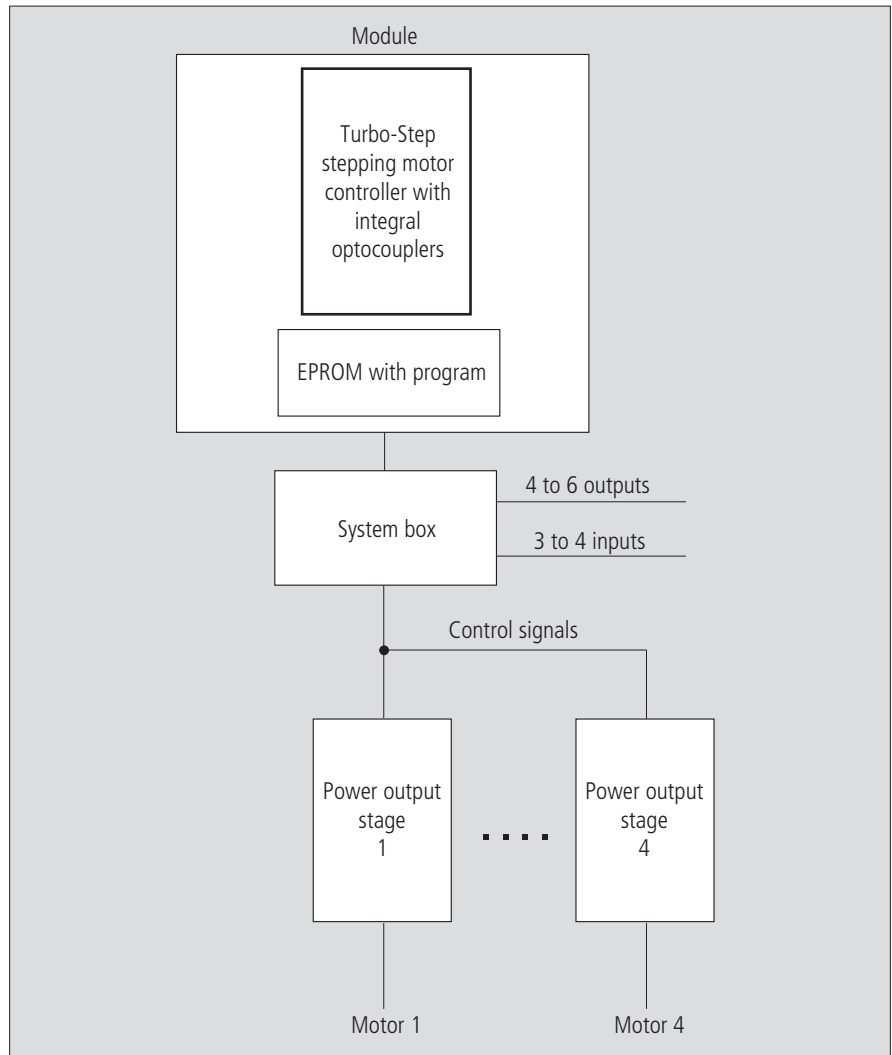 Module
Turbo-Step
stepping motor
controller with
integral
optocouplers
EPROM with program
4 to 6 outputs
System box
3 to 4 inputs
Control signals
Power output
stage
1
Power output
stage
4
Motor 1
Motor 4